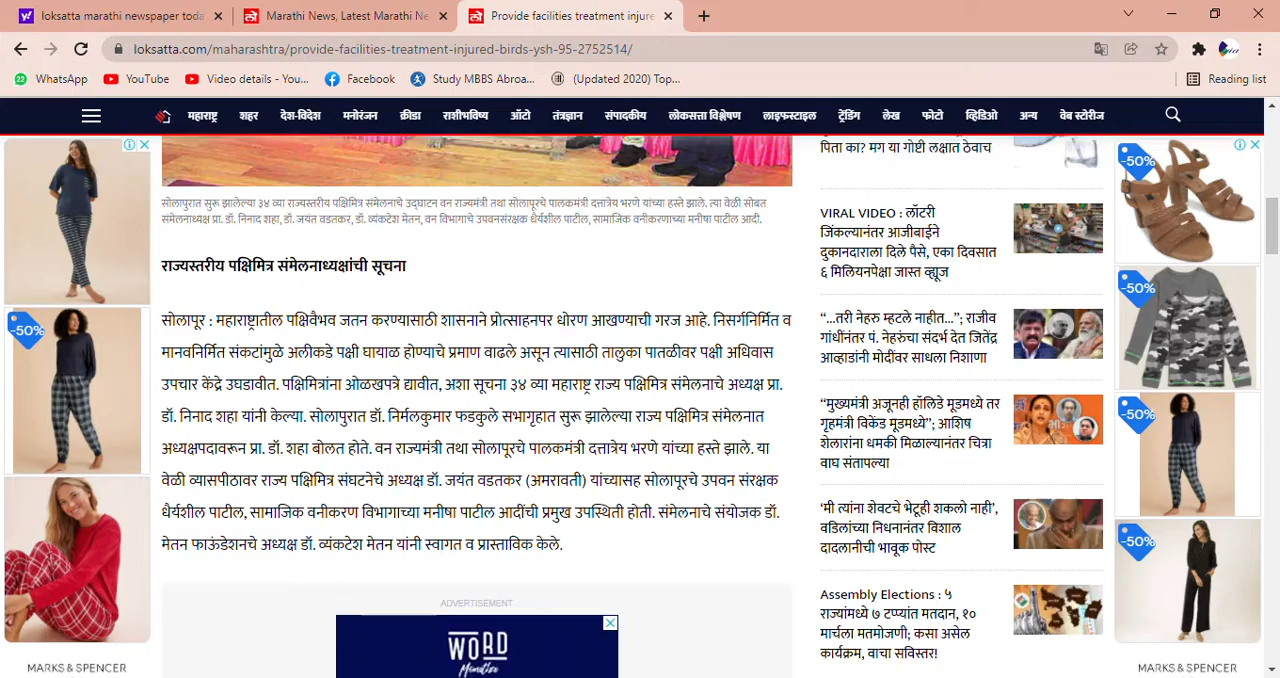 loksatta marathi newspaper toda
Marathi News, Latest Marathi Ne
Provide facilities treatment injure
loksatta.com/maharashtra/provide-facilities-treatment-injured-birds-ysh-95-2752514/
WhatsApp
YouTube
Video details - You...
Facebook
Study MBBS Abroa...
(Updated 2020) Top...
Reading list
महाराष्ट्र शहर देश-विदेश मनोरंजन क्रीडा राशीभविष्य ऑटो तंत्रज्ञान संपादकीय लोकसत्ता विश्लेषण लाइफस्टाइल ट्रेंडिंग लेख फोटो व्हिडिओ अन्य वेब स्टोरीज
सोलापुरात सुरू झालेल्या ३४ व्या राज्यस्तरीय पक्षिमित्र संमेलनाचे उद्घाटन वन राज्यमंत्री तथा सोलापूरचे पालकमंत्री दत्तात्रेय भरणे यांच्या हस्ते झाले. त्या वेळी सोबत
संमेलनाध्यक्ष प्रा. डॉ. निनाद शहा, डॉ. जयंत वडतकर, डॉ. व्यंकटेश मेतन, वन विभागाचे उपवनसंरक्षक धैर्यशील पाटील, सामाजिक वनीकरणाच्या मनीषा पाटील आदी.
राज्यस्तरीय पक्षिमित्र संमेलनाध्यक्षांची सूचना
सोलापूर : महाराष्ट्रातील पक्षिवैभव जतन करण्यासाठी शासनाने प्रोत्साहनपर धोरण आखण्याची गरज आहे. निसर्गनिर्मित व
मानवनिर्मित संकटांमुळे अलीकडे पक्षी घायाळ होण्याचे प्रमाण वाढले असून त्यासाठी तालुका पातळीवर पक्षी अधिवास
उपचार केंद्रे उघडावीत. पक्षिमित्रांना ओळखपत्रे द्यावीत, अशा सूचना ३४ व्या महाराष्ट्र राज्य पक्षिमित्र संमेलनाचे अध्यक्ष प्रा.
डॉ. निनाद शहा यांनी केल्या. सोलापुरात डॉ. निर्मलकुमार फडकुले सभागृहात सुरू झालेल्या राज्य पक्षिमित्र संमेलनात
अध्यक्षपदावरून प्रा. डॉ. शहा बोलत होते. वन राज्यमंत्री तथा सोलापूरचे पालकमंत्री दत्तात्रेय भरणे यांच्या हस्ते झाले. या
वेळी व्यासपीठावर राज्य पक्षिमित्र संघटनेचे अध्यक्ष डॉ. जयंत वडतकर (अमरावती) यांच्यासह सोलापूरचे उपवन संरक्षक
धैर्यशील पाटील, सामाजिक वनीकरण विभागाच्या मनीषा पाटील आदींची प्रमुख उपस्थिती होती. संमेलनाचे संयोजक डॉ.
मेतन फाऊंडेशनचे अध्यक्ष डॉ. व्यंकटेश मेतन यांनी स्वागत व प्रास्ताविक केले.
ADVERTISEMENT
WORD
Mindtoo
पिता का? मग या गोष्टी लक्षात ठेवाच
VIRAL VIDEO : लॉटरी
जिंकल्यानंतर आजीबाईने
दुकानदाराला दिले पैसे, एका दिवसात
६ मिलियनपेक्षा जास्त व्ह्यूज
“...तरी नेहरु म्हटले नाहीत...”; राजीव
गांधींनंतर पं. नेहरुंचा संदर्भ देत जितेंद्र
आव्हाडांनी मोदींवर साधला निशाणा
“मुख्यमंत्री अजूनही हॉलिडे मूडमध्ये तर
गृहमंत्री विकेंड मूडमध्ये”; आशिष
शेलारांना धमकी मिळाल्यानंतर चित्रा
वाघ संतापल्या
‘मी त्यांना शेवटचे भेटूही शकलो नाही’,
वडिलांच्या निधनानंतर विशाल
दादलानीची भावूक पोस्ट
Assembly Elections : ५
राज्यांमध्ये ७ टप्प्यांत मतदान, १०
मार्चला मतमोजणी; कसा असेल
कार्यक्रम, वाचा सविस्तर!
-50%
MARKS & SPENCER
-50%
-50%
-50%
-50%
MARKS & SPENCER